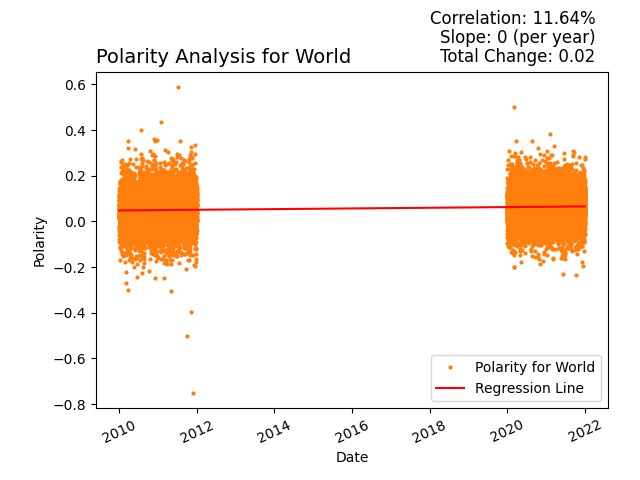 Correlation: 11.64%
Slope: 0 (per year)
Total Change: 0.02
Polarity Analysis for World
0.6
0.4
0.2
0.0
−0.2
−0.4
−0.6
−0.8
Polarity
Polarity for World
Regression Line
2010
2012
2014
2016
2018
2020
2022
Date